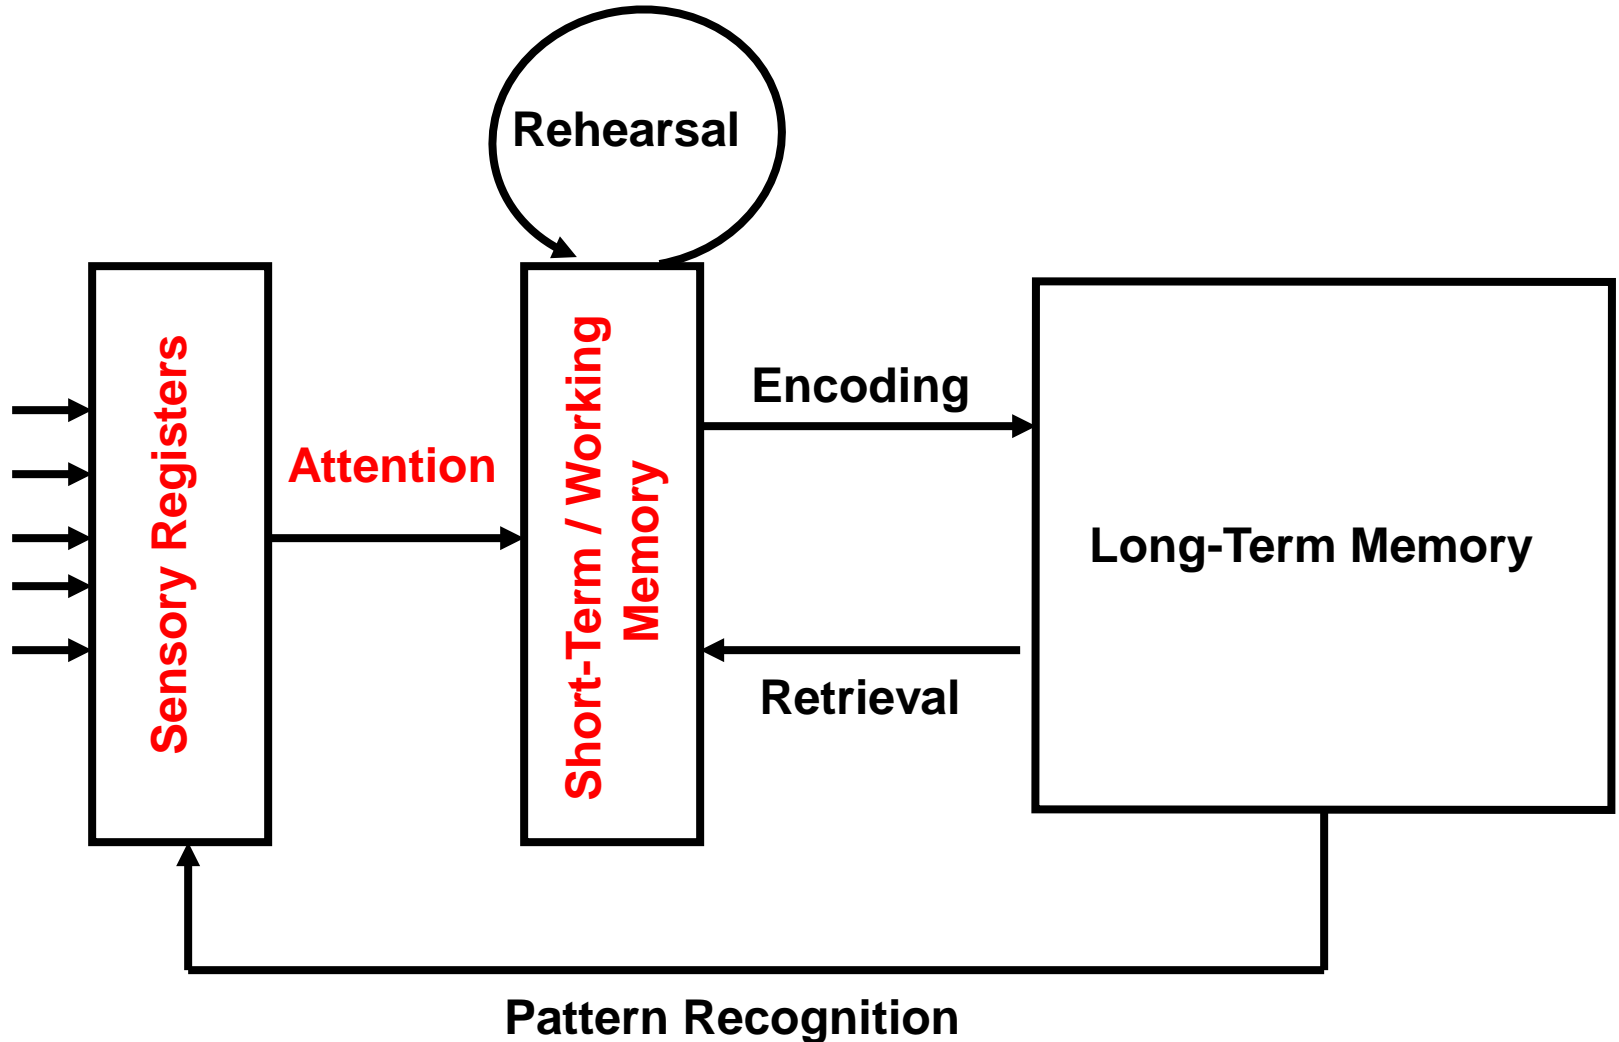 Rehearsal
Sensory Registers
Attention
Short-Term / Working
Memory
Encoding
Retrieval
Long-Term Memory
Pattern Recognition